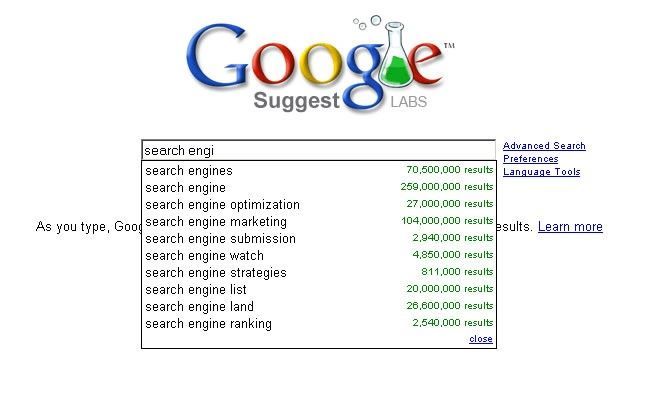 Google™
Suggest LABS
search engi
Advanced Search
Preferences
Language Tools
search engines 70,500,000 results
search engine 259,000,000 results
search engine optimization 27,000,000 results
search engine marketing 104,000,000 results
search engine submission 2,940,000 results
search engine watch 4,850,000 results
search engine strategies 811,000 results
search engine list 20,000,000 results
search engine land 26,600,000 results
search engine ranking 2,540,000 results
close
As you type, Goog esults. Learn more